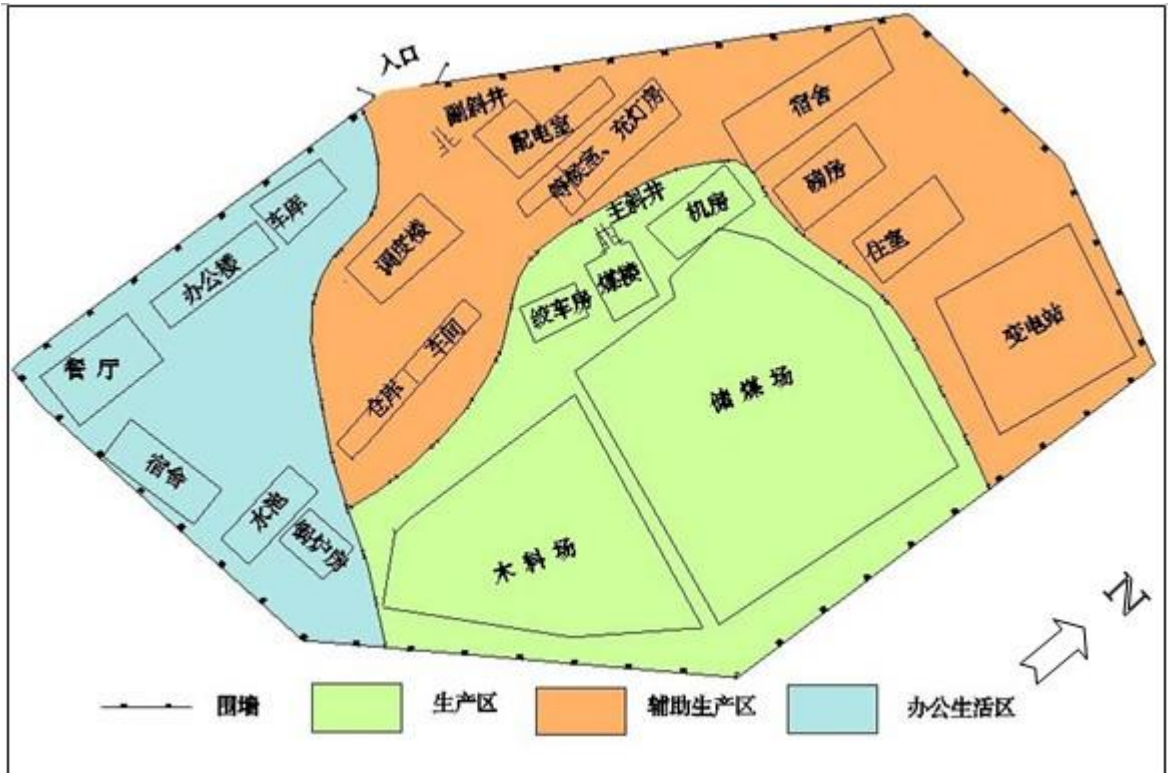 入口
副斜井
配电室
等候室、充灯房
宿舍
车库
调度楼
主斜井
机房
磅房
住室
办公楼
绞车房
煤楼
变电站
餐厅
仓库
车间
储煤场
宿舍
水池
锅炉房
木料场
N
围墙
生产区
辅助生产区
办公生活区